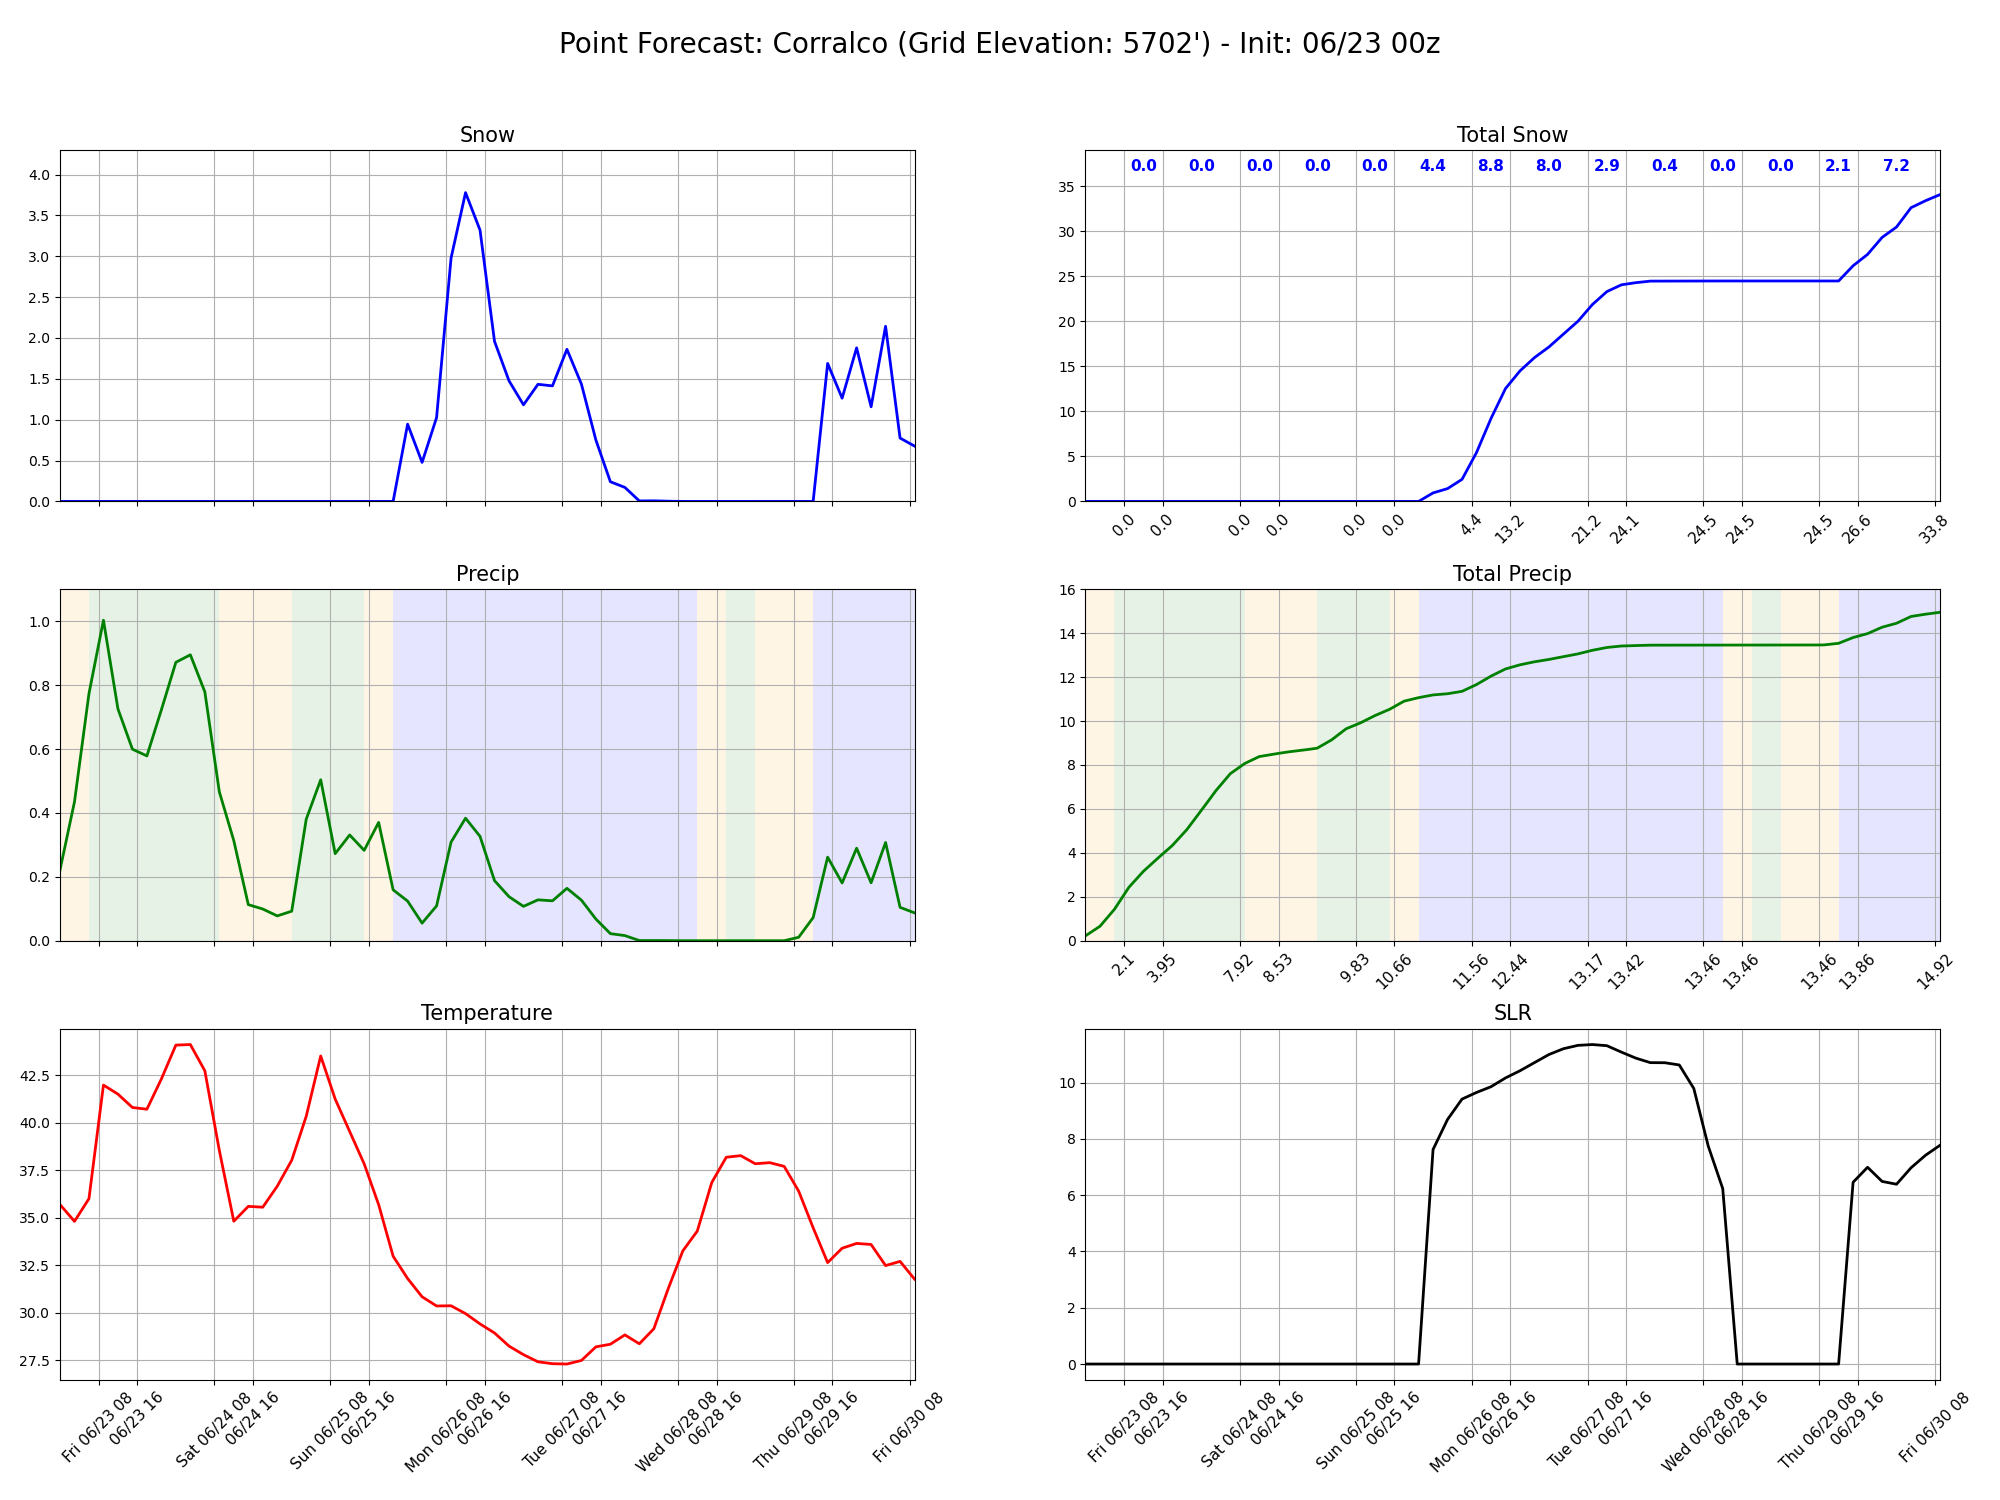 Point Forecast: Corralco (Grid Elevation: 5702') - Init: 06/23 00z
Snow
4.0
3.5
3.0
2.5
2.0
1.5
1.0
0.5
0.0
Total Snow
0.0 0.0 0.0 0.0 0.0 4.4 8.8 8.0 2.9 0.4 0.0 0.0 2.1 7.2
35
30
25
20
15
10
5
0
0.0 0.0 0.0 0.0 0.0 0.0 4.4 13.2 21.2 24.1 24.5 24.5 24.5 26.6 33.8
Precip
1.0
0.8
0.6
0.4
0.2
0.0
Total Precip
16
14
12
10
8
6
4
2
0
2.1 3.95 7.92 8.53 9.83 10.66 11.56 12.44 13.17 13.42 13.46 13.46 13.46 13.86 14.92
Temperature
42.5
40.0
37.5
35.0
32.5
30.0
27.5
Fri 06/23 08
06/23 16
Sat 06/24 08
06/24 16
Sun 06/25 08
06/25 16
Mon 06/26 08
06/26 16
Tue 06/27 08
06/27 16
Wed 06/28 08
06/28 16
Thu 06/29 08
06/29 16
Fri 06/30 08
SLR
10
8
6
4
2
0
Fri 06/23 08
06/23 16
Sat 06/24 08
06/24 16
Sun 06/25 08
06/25 16
Mon 06/26 08
06/26 16
Tue 06/27 08
06/27 16
Wed 06/28 08
06/28 16
Thu 06/29 08
06/29 16
Fri 06/30 08